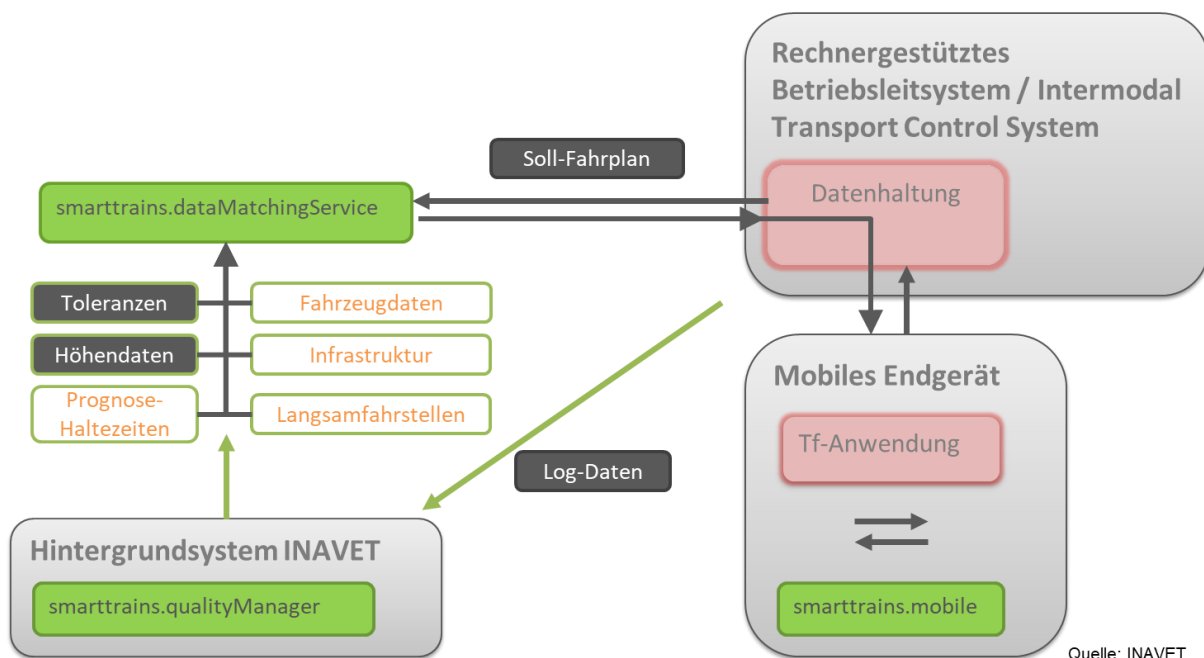 Rechnergestütztes
Betriebsleitsystem / Intermodal
Transport Control System
Soll-Fahrplan
Datenhaltung
smarttrains.dataMatchingService
Toleranzen
Fahrzeugdaten
Höhendaten
Infrastruktur
Prognose-
Haltezeiten
Langsamfahrstellen
Mobiles Endgerät
Tf-Anwendung
Log-Daten
Hintergrundsystem INAVET
smarttrains.qualityManager
smarttrains.mobile
Quelle: INAVET